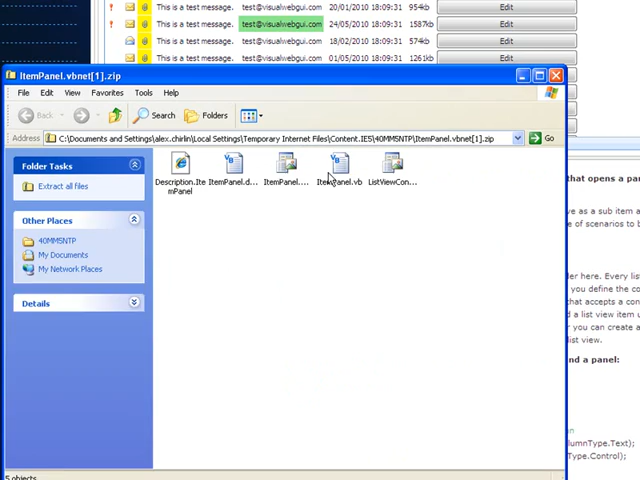 This is a test message. test@visualwebgui.com 20/01/2010 18:09:31 954kb Edit
This is a test message. test@visualwebgui.com 24/05/2010 18:09:31 1587kb Edit
This is a test message. test@visualwebgui.com 18/02/2010 18:09:31 574kb Edit
This is a test message. test@visualwebgui.com 01/05/2010 18:09:31 1261kb Edit
ItemPanel.vbnet[1].zip
File Edit View Favorites Tools Help
Back Search Folders
Address C:\Documents and Settings\alex.chirlin\Local Settings\Temporary Internet Files\Content.IE5\40MM5NTP\ItemPanel.vbnet[1].zip Go
Folder Tasks
Extract all files
Other Places
40MM5NTP
My Documents
My Network Places
Details
Description.Ite
mPanel
ItemPanel.d...
ItemPanel....
ItemPanel.vb
ListViewCon...
that opens a pan
ve as a sub item a
e of scenarios to b
der here. Every list
you define the co
that accepts a con
d a list view item u
r you can create a
list view.
nd a panel:
n
lumnType.Text);
Type.Control);
5 objects